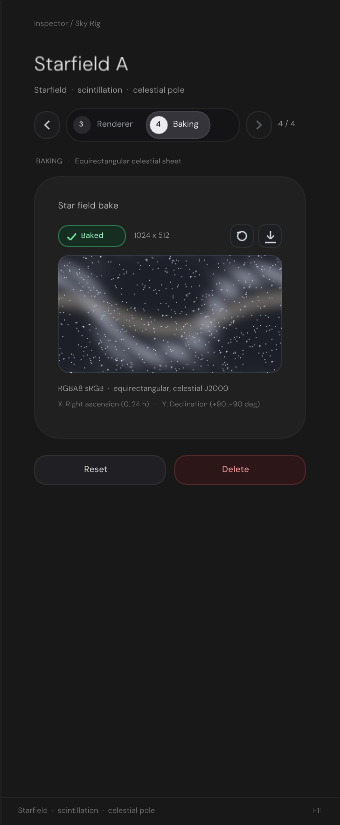 Inspector / Sky Rig
Starfield A
Starfield · scintillation · celestial pole
3 Renderer 4 Baking 4 / 4
BAKING · Equirectangular celestial sheet
Star field bake
Baked 1024 x 512
RGBA8 sRGB · equirectangular, celestial J2000
X: Right ascension (0..24 h) · Y: Declination (+90..-90 deg)
Reset Delete
Starfield · scintillation · celestial pole